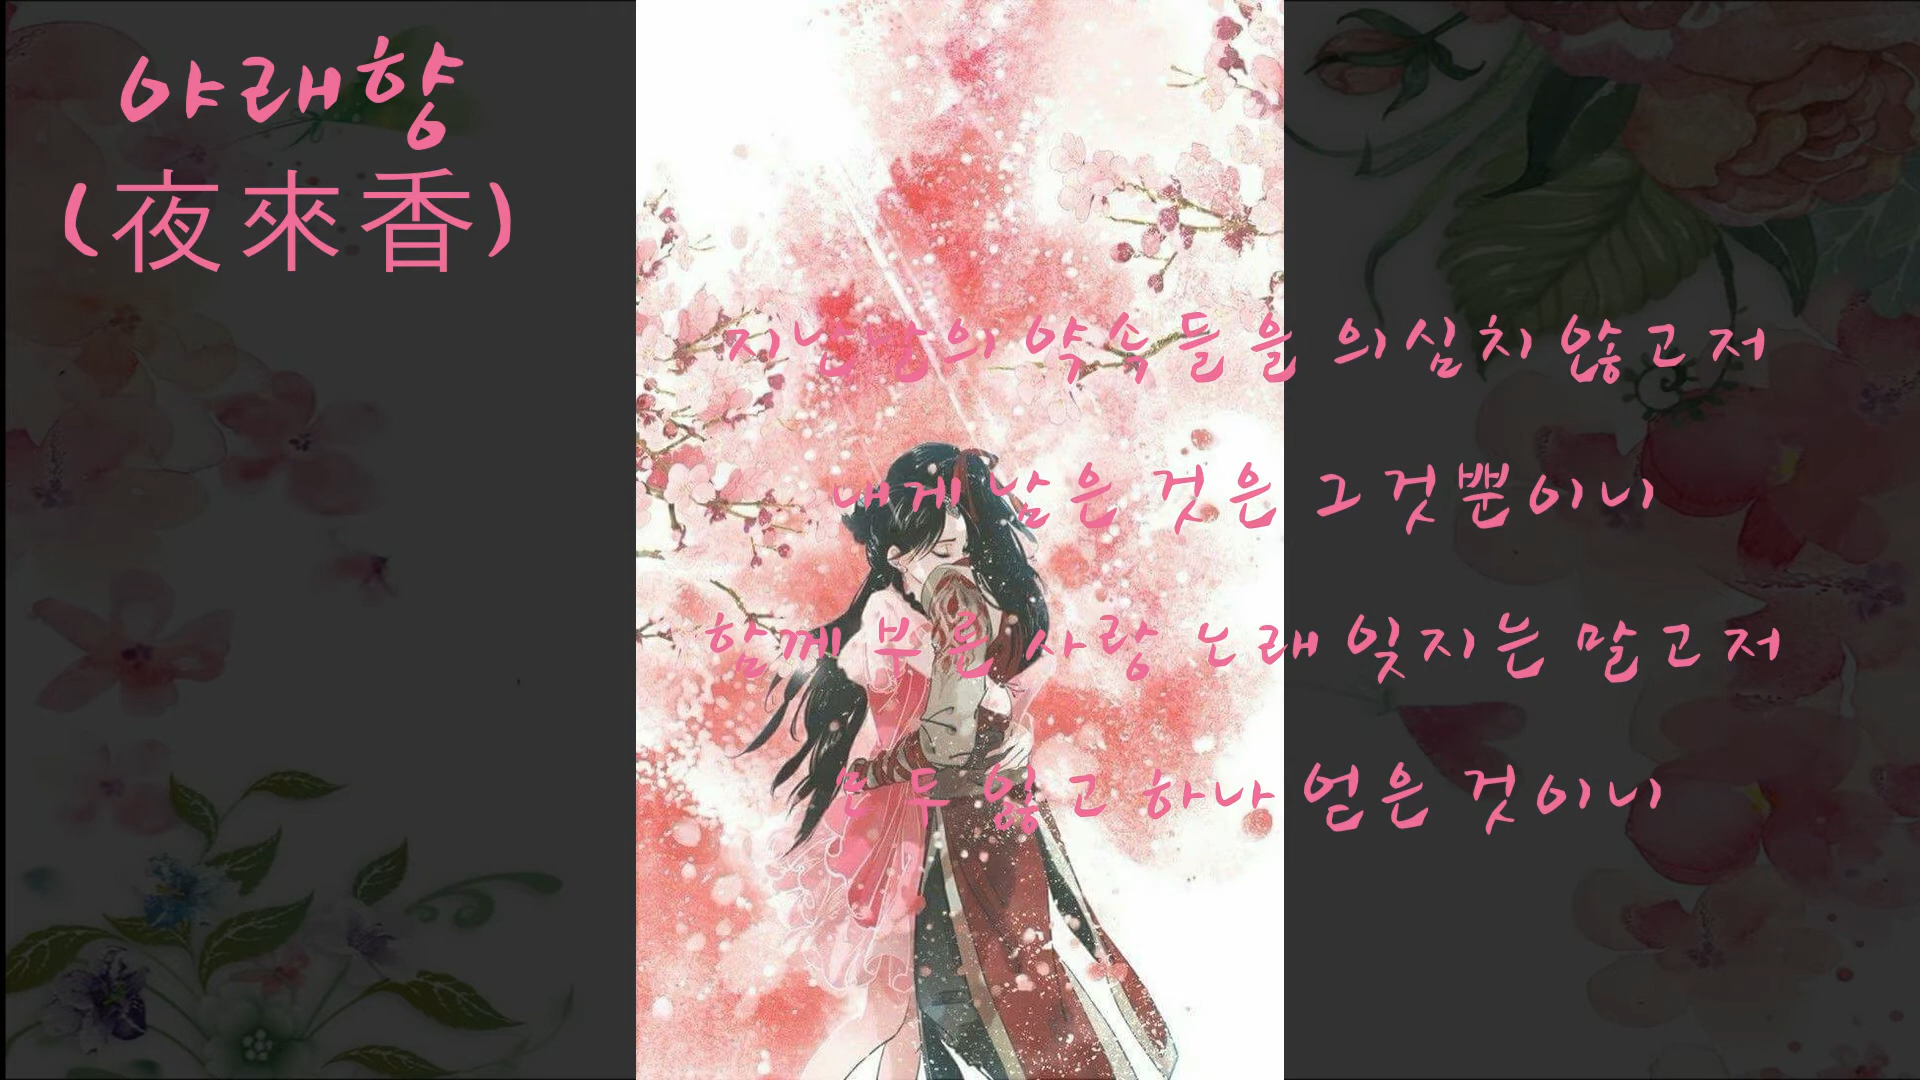 야래향
(夜來香)
지난날의 약속들을 의심치 않고저
내게 남은 것은 그것뿐이니
함께 부른 사랑 노래 잊지는 말고저
모두 잃고 하나 얻은 것이니